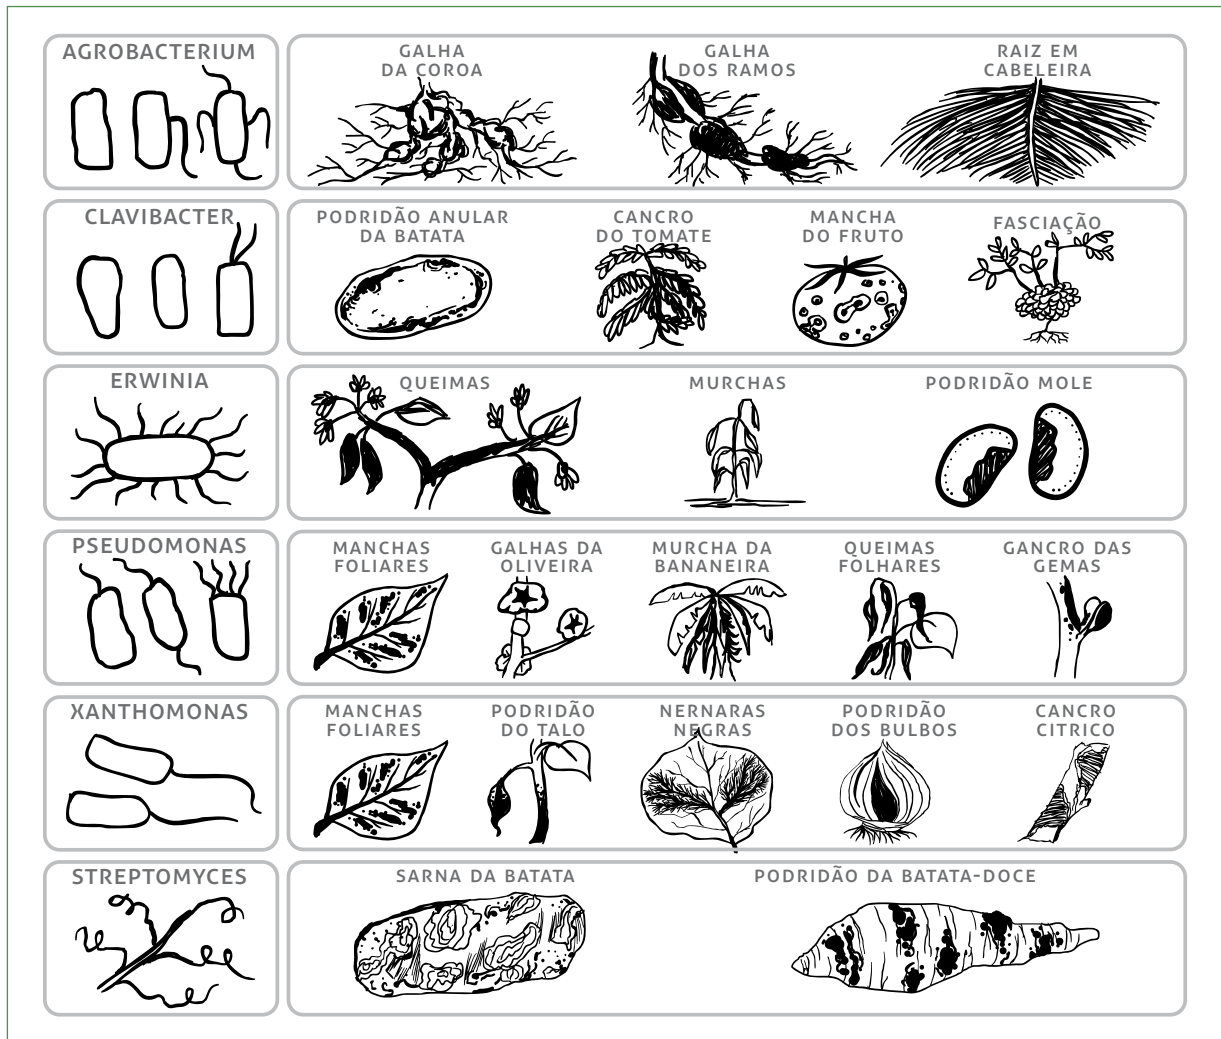 AGROBACTERIUM
GALHA
DA COROA
GALHA
DOS RAMOS
RAIZ EM
CABELEIRA
CLAVIBACTER
PODRIDÃO ANULAR
DA BATATA
CANCRO
DO TOMATE
MANCHA
DO FRUTO
FASCIAÇÃO
ERWINIA
QUEIMAS
MURCHAS
PODRIDÃO MOLE
PSEUDOMONAS
MANCHAS
FOLIARES
GALHAS DA
OLIVEIRA
MURCHA DA
BANANEIRA
QUEIMAS
FOLHARES
GANCRO DAS
GEMAS
XANTHOMONAS
MANCHAS
FOLIARES
PODRIDÃO
DO TALO
NERNARAS
NEGRAS
PODRIDÃO
DOS BULBOS
CANCRO
CITRICO
STREPTOMYCES
SARNA DA BATATA
PODRIDÃO DA BATATA-DOCE